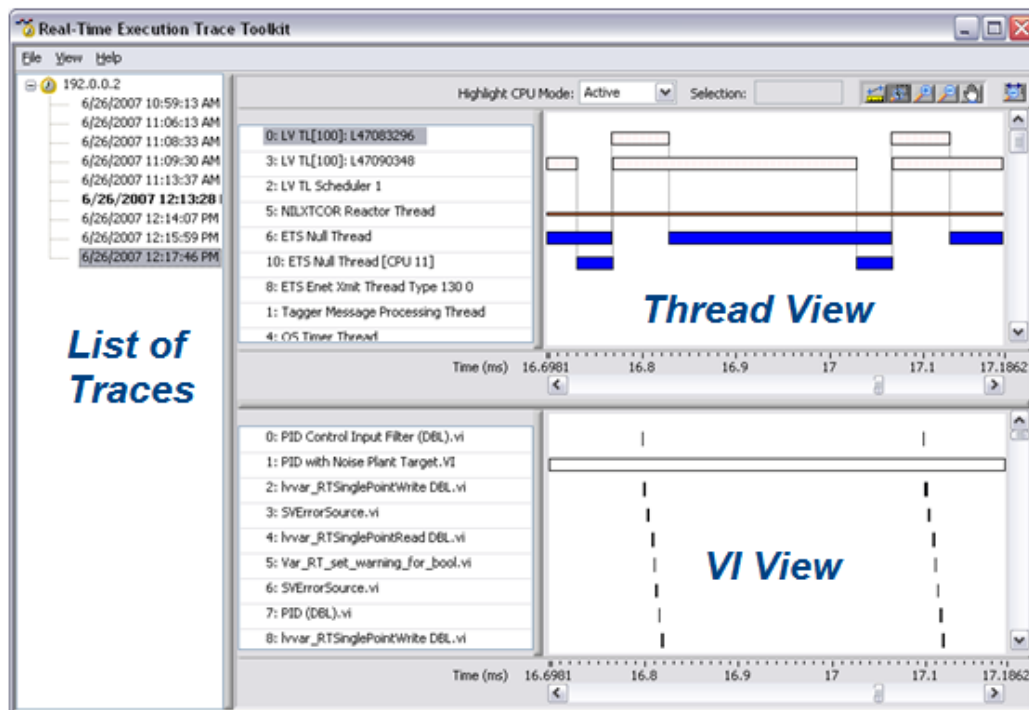 Real-Time Execution Trace Toolkit
File View Help
192.0.0.2
6/26/2007 10:59:13 AM
6/26/2007 11:06:13 AM
6/26/2007 11:08:33 AM
6/26/2007 11:09:30 AM
6/26/2007 11:13:37 AM
6/26/2007 12:13:28
6/26/2007 12:14:07 PM
6/26/2007 12:15:59 PM
6/26/2007 12:17:46 PM
List of
Traces
Highlight CPU Mode: Active Selection:
0: LV TL[100]: L47083296
3: LV TL[100]: L47090348
2: LV TL Scheduler 1
5: NILXTCOR Reactor Thread
6: ETS Null Thread
10: ETS Null Thread [CPU 11]
8: ETS Enet Xmit Thread Type 130 0
1: Tagger Message Processing Thread
4: OS Timer Thread
Thread View
Time (ms) 16.6981 16.8 16.9 17 17.1 17.1862
0: PID Control Input Filter (DBL).vi
1: PID with Noise Plant Target.VI
2: lvvar_RTSinglePointWrite DBL.vi
3: SVErrorSource.vi
4: lvvar_RTSinglePointRead DBL.vi
5: Var_RT_set_warning_for_bool.vi
6: SVErrorSource.vi
7: PID (DBL).vi
8: lvvar_RTSinglePointWrite DBL.vi
VI View
Time (ms) 16.6981 16.8 16.9 17 17.1 17.1862